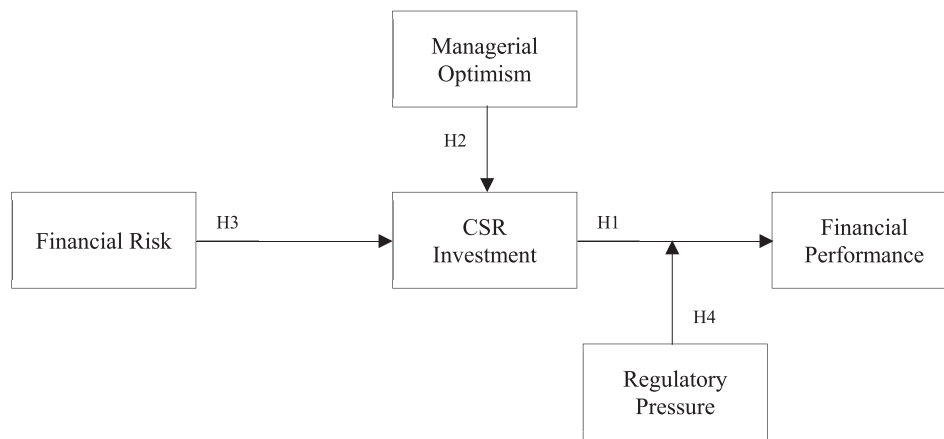 Managerial
Optimism
H2
Financial Risk
H3
CSR
Investment
H1
Financial
Performance
H4
Regulatory
Pressure